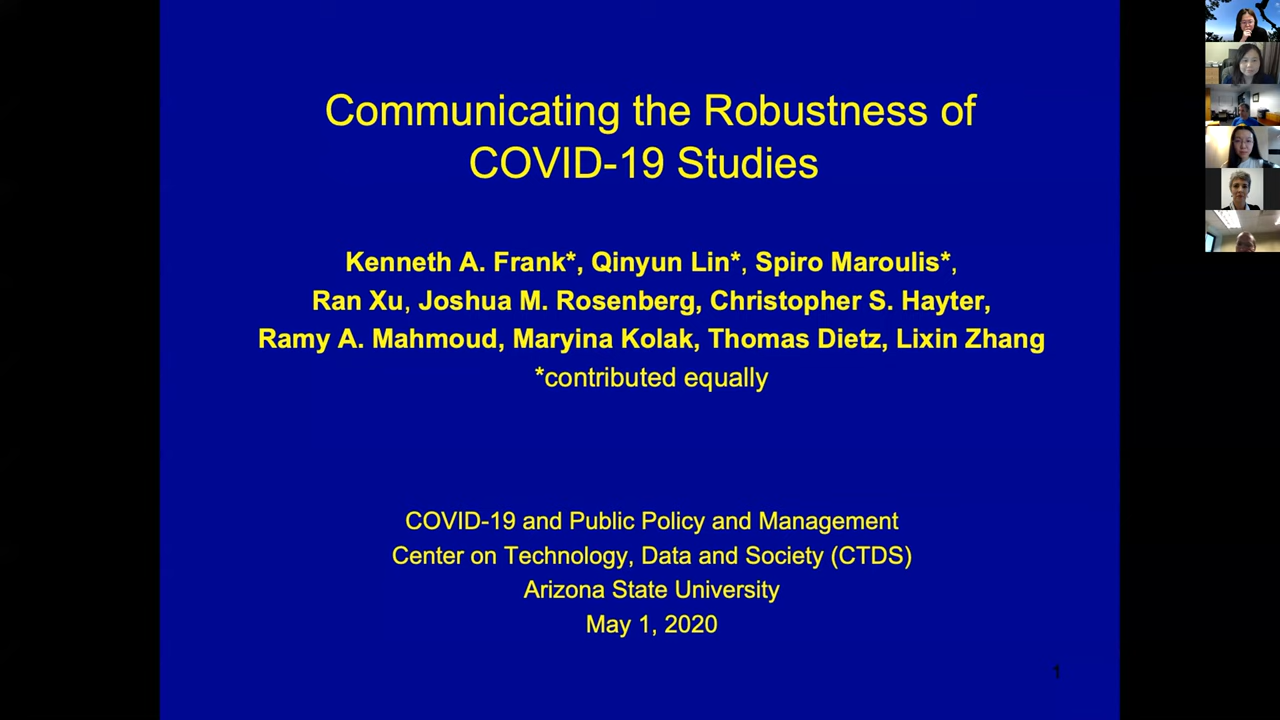 Communicating the Robustness of
COVID-19 Studies
Kenneth A. Frank*, Qinyun Lin*, Spiro Maroulis*,
Ran Xu, Joshua M. Rosenberg, Christopher S. Hayter,
Ramy A. Mahmoud, Maryina Kolak, Thomas Dietz, Lixin Zhang
*contributed equally
COVID-19 and Public Policy and Management
Center on Technology, Data and Society (CTDS)
Arizona State University
May 1, 2020
1